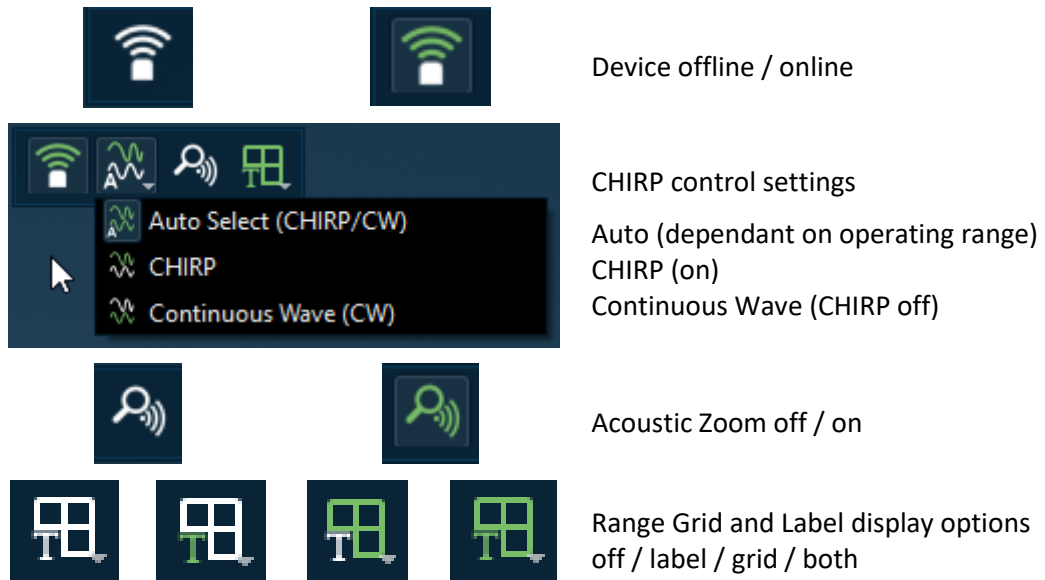 Device offline / online
CHIRP control settings
A
A Auto Select (CHIRP/CW)
Auto (dependant on operating range)
CHIRP
CHIRP (on)
Continuous Wave (CW)
Continuous Wave (CHIRP off)
Acoustic Zoom off / on
T
T
T
T
T
Range Grid and Label display options
off / label / grid / both